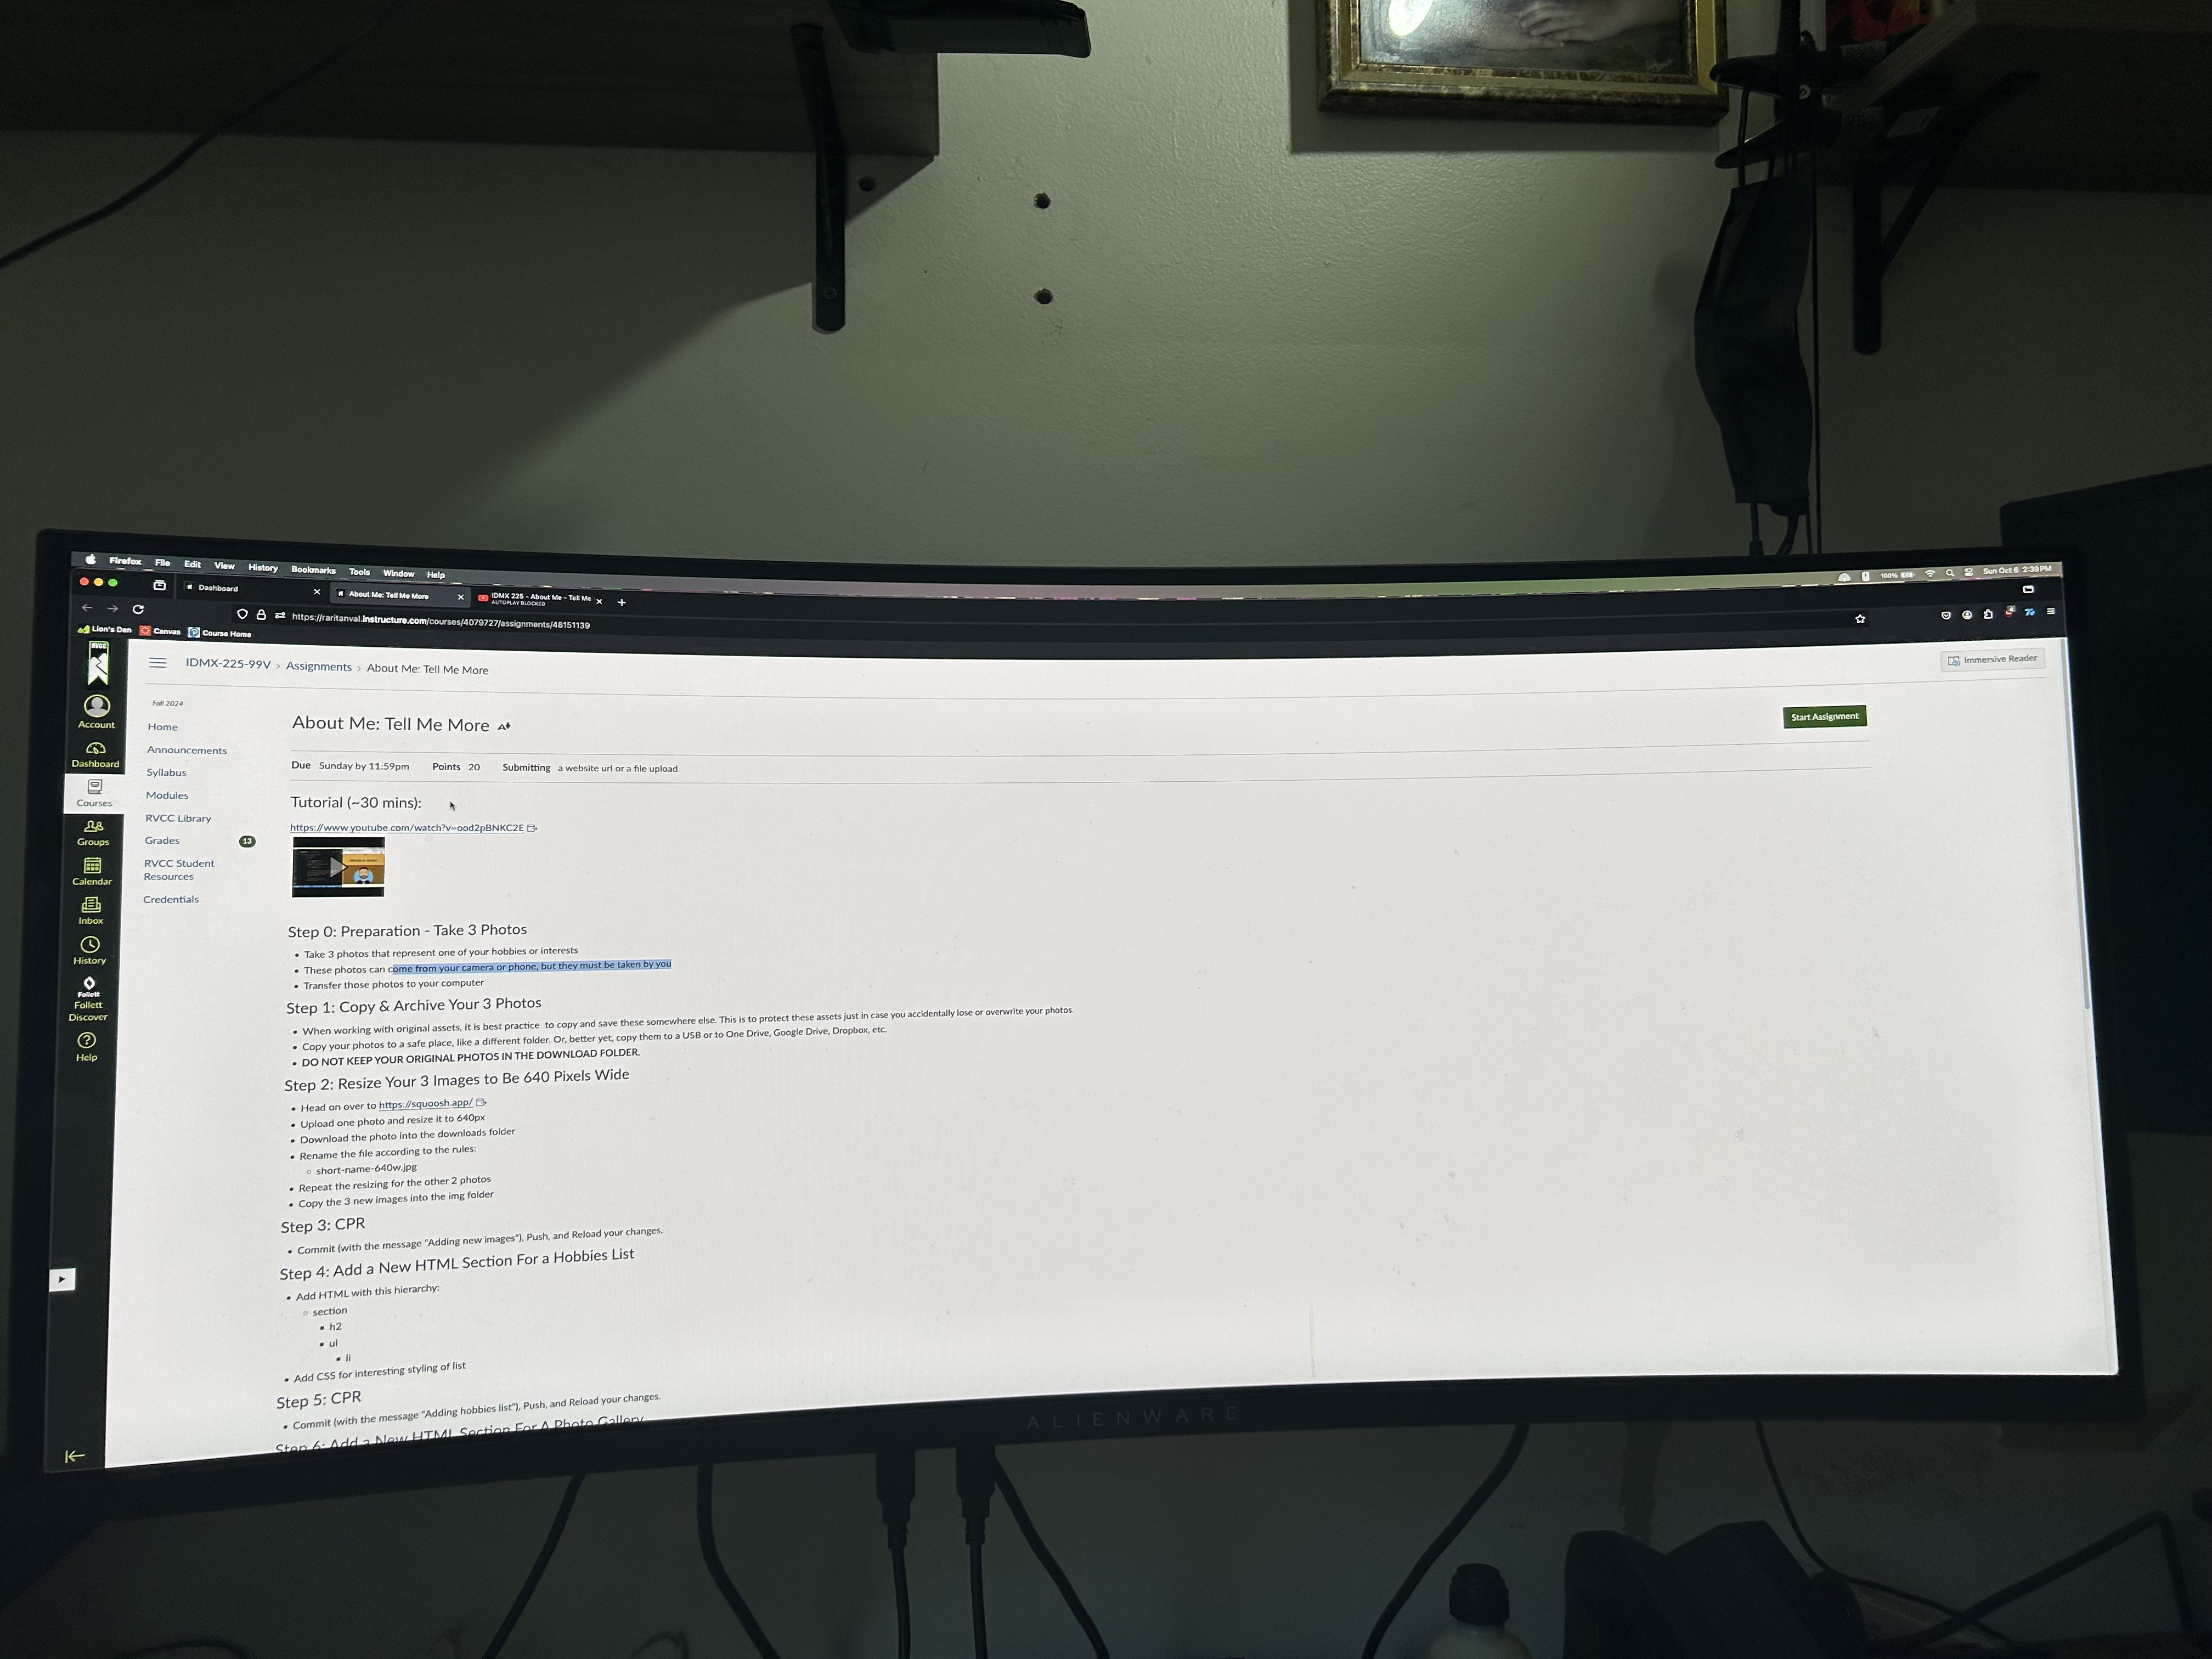 Firefox File Edit View History Bookmarks Tools Window Help
100% Sun Oct 6 2:39PM
Dashboard
About Me: Tell Me More
IDMX 225 - About Me - Tell Me
AUTOPLAY BLOCKED
https://raritanval.instructure.com/courses/4079727/assignments/48151139
Lion's Den Canvas Course Home
RVCC
Account
Dashboard
Courses
Groups
Calendar
Inbox
History
Follett
Follett
Discover
Help
IDMX-225-99V > Assignments > About Me: Tell Me More
Immersive Reader
Fall 2024
Home
Announcements
Syllabus
Modules
RVCC Library
Grades 13
RVCC Student
Resources
Credentials
About Me: Tell Me More
Start Assignment
Due Sunday by 11:59pm Points 20 Submitting a website url or a file upload
Tutorial (~30 mins):
https://www.youtube.com/watch?v=ood2pBNKC2E
Step 0: Preparation - Take 3 Photos
• Take 3 photos that represent one of your hobbies or interests
• These photos can come from your camera or phone, but they must be taken by you
• Transfer those photos to your computer
Step 1: Copy & Archive Your 3 Photos
• When working with original assets, it is best practice to copy and save these somewhere else. This is to protect these assets just in case you accidentally lose or overwrite your photos.
• Copy your photos to a safe place, like a different folder. Or, better yet, copy them to a USB or to One Drive, Google Drive, Dropbox, etc.
• DO NOT KEEP YOUR ORIGINAL PHOTOS IN THE DOWNLOAD FOLDER.
Step 2: Resize Your 3 Images to Be 640 Pixels Wide
• Head on over to https://squoosh.app/
• Upload one photo and resize it to 640px
• Download the photo into the downloads folder
• Rename the file according to the rules:
◦ short-name-640w.jpg
• Repeat the resizing for the other 2 photos
• Copy the 3 new images into the img folder
Step 3: CPR
• Commit (with the message "Adding new images"), Push, and Reload your changes.
Step 4: Add a New HTML Section For a Hobbies List
• Add HTML with this hierarchy:
◦ section
▪ h2
▪ ul
▪ li
• Add CSS for interesting styling of list
Step 5: CPR
• Commit (with the message "Adding hobbies list"), Push, and Reload your changes.
Step 6: Add a New HTML Section For A Photo Gallery
ALIENWARE